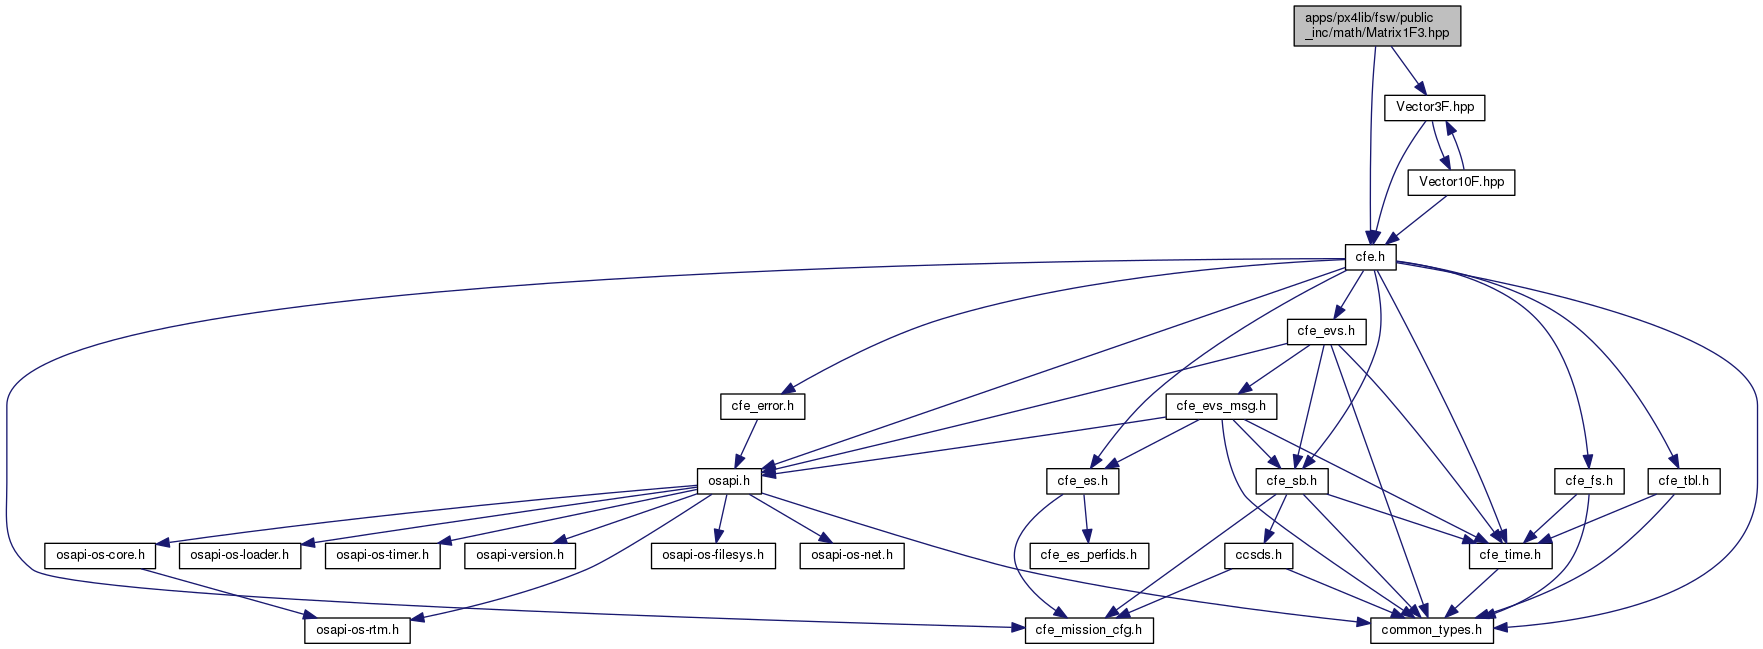 apps/px4lib/fsw/public
_inc/math/Matrix1F3.hpp
Vector3F.hpp
Vector10F.hpp
cfe.h
cfe_evs.h
cfe_error.h
cfe_evs_msg.h
osapi.h
cfe_es.h
cfe_sb.h
cfe_fs.h
cfe_tbl.h
osapi-os-core.h
osapi-os-loader.h
osapi-os-timer.h
osapi-version.h
osapi-os-filesys.h
osapi-os-net.h
cfe_es_perfids.h
ccsds.h
cfe_time.h
osapi-os-rtm.h
cfe_mission_cfg.h
common_types.h